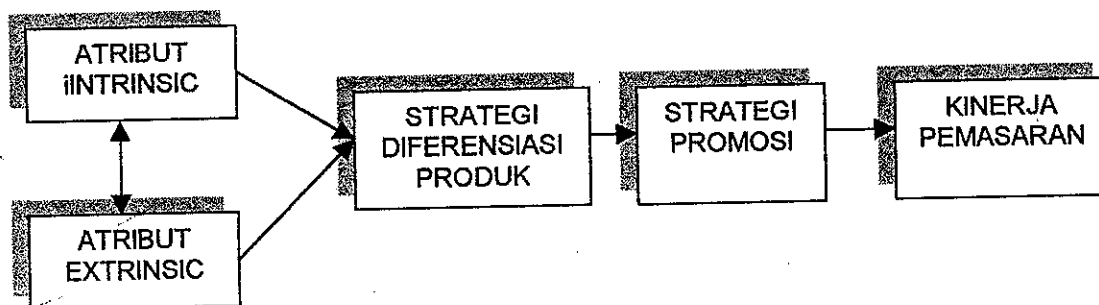 ATRIBUT
iINTRINSIC
ATRIBUT
EXTRINSIC
STRATEGI
DIFERENSIASI
PRODUK
STRATEGI
PROMOSI
KINERJA
PEMASARAN